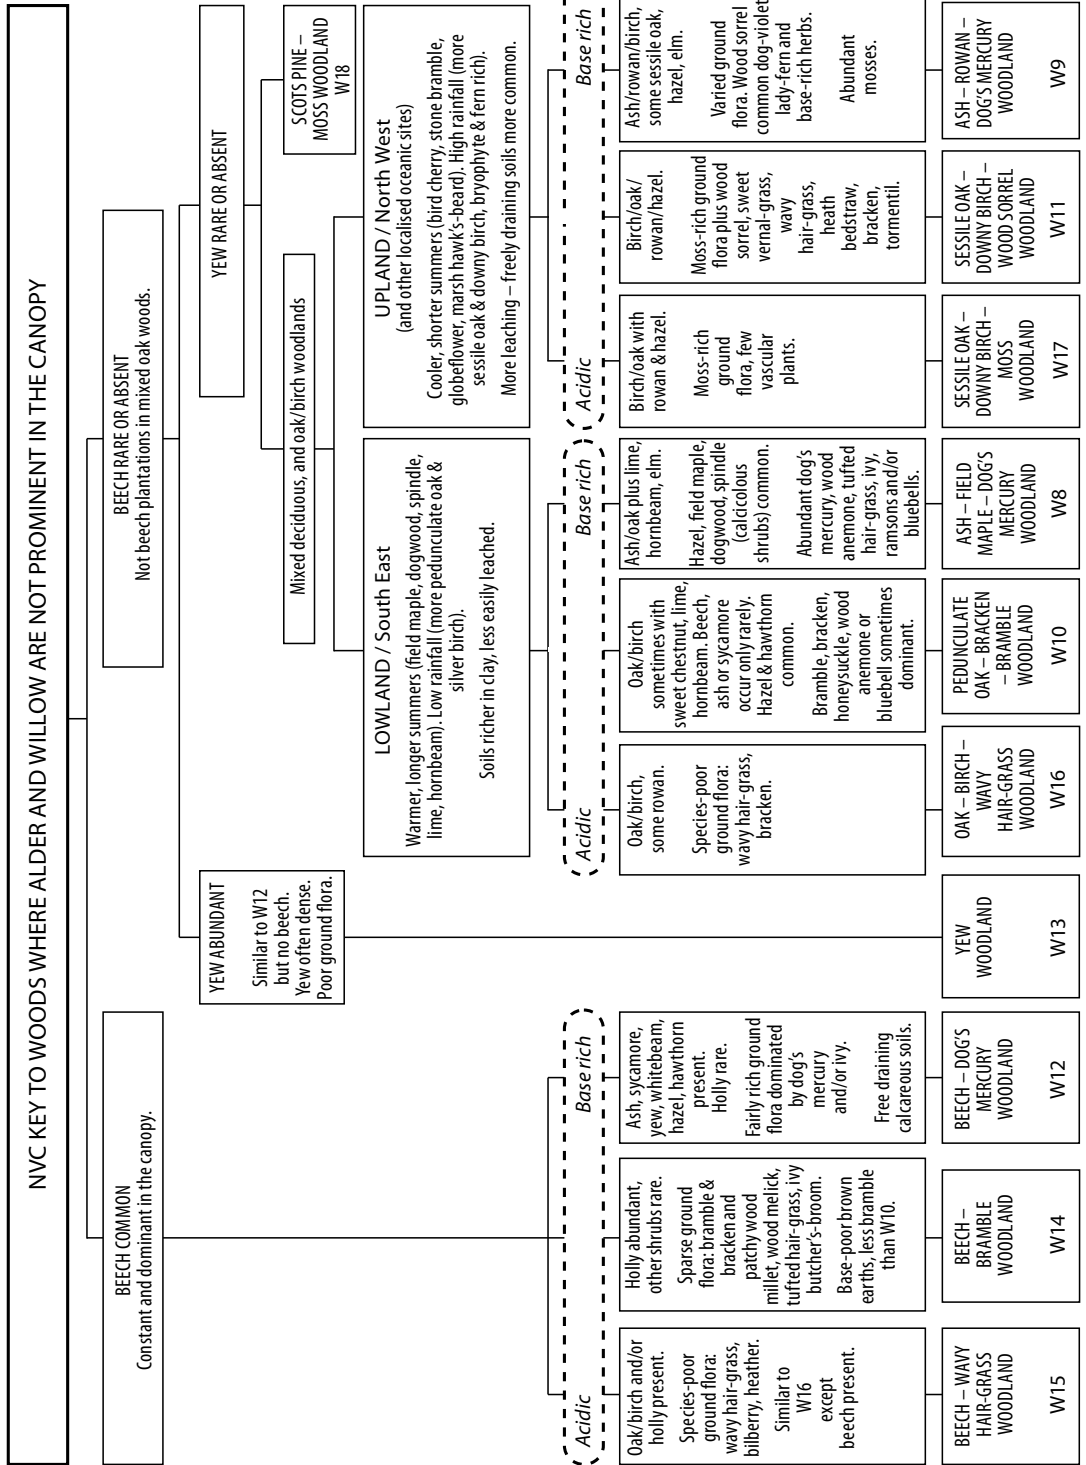 NVC KEY TO WOODS WHERE ALDER AND WILLOW ARE NOT PROMINENT IN THE CANOPY
BEECH COMMON
Constant and dominant in the canopy.
BEECH RARE OR ABSENT
Not beech plantations in mixed oak woods.
YEW ABUNDANT
Similar to W12
but no beech.
Yew often dense.
Poor ground flora.
YEW RARE OR ABSENT
Mixed deciduous, and oak/birch woodlands
SCOTS PINE –
MOSS WOODLAND
W18
LOWLAND / South East
Warmer, longer summers (field maple, dogwood, spindle,
lime, hornbeam). Low rainfall (more pedunculate oak &
silver birch).
Soils richer in clay, less easily leached.
UPLAND / North West
(and other localised oceanic sites)
Cooler, shorter summers (bird cherry, stone bramble,
globeflower, marsh hawk's-beard). High rainfall (more
sessile oak & downy birch, bryophyte & fern rich).
More leaching – freely draining soils more common.
Acidic
Base rich
Acidic
Base rich
Acidic
Base rich
Oak/birch and/or
holly present.
Species-poor
ground flora:
wavy hair-grass,
bilberry, heather.
Similar to
W16
except
beech present.
Holly abundant,
other shrubs rare.
Sparse ground
flora: bramble &
bracken and
patchy wood
millet, wood melick,
tufted hair-grass, ivy
butcher's-broom.
Base-poor brown
earths, less bramble
than W10.
Ash, sycamore,
yew, whitebeam,
hazel, hawthorn
present.
Holly rare.
Fairly rich ground
flora dominated
by dog's
mercury
and/or ivy.
Free draining
calcareous soils.
Oak/birch,
some rowan.
Species-poor
ground flora:
wavy hair-grass,
bracken.
Oak/birch
sometimes with
sweet chestnut, lime,
hornbeam. Beech,
ash or sycamore
occur only rarely.
Hazel & hawthorn
common.
Bramble, bracken,
honeysuckle, wood
anemone or
bluebell sometimes
dominant.
Ash/oak plus lime,
hornbeam, elm.
Hazel, field maple,
dogwood, spindle
(calcicolous
shrubs) common.
Abundant dog's
mercury, wood
anemone, tufted
hair-grass, ivy,
ramsons and/or
bluebells.
Birch/oak with
rowan & hazel.
Moss-rich
ground
flora, few
vascular
plants.
Birch/oak/
rowan/hazel.
Moss-rich ground
flora plus wood
sorrel, sweet
vernal-grass,
wavy
hair-grass,
heath
bedstraw,
bracken,
tormentil.
Ash/rowan/birch,
some sessile oak,
hazel, elm.
Varied ground
flora. Wood sorrel
common dog-violet
lady-fern and
base-rich herbs.
Abundant
mosses.
BEECH – WAVY
HAIR-GRASS
WOODLAND
W15
BEECH –
BRAMBLE
WOODLAND
W14
BEECH – DOG'S
MERCURY
WOODLAND
W12
YEW
WOODLAND
W13
OAK – BIRCH –
WAVY
HAIR-GRASS
WOODLAND
W16
PEDUNCULATE
OAK – BRACKEN
– BRAMBLE
WOODLAND
W10
ASH – FIELD
MAPLE – DOG'S
MERCURY
WOODLAND
W8
SESSILE OAK –
DOWNY BIRCH –
MOSS
WOODLAND
W17
SESSILE OAK –
DOWNY BIRCH –
WOOD SORREL
WOODLAND
W11
ASH – ROWAN –
DOG'S MERCURY
WOODLAND
W9